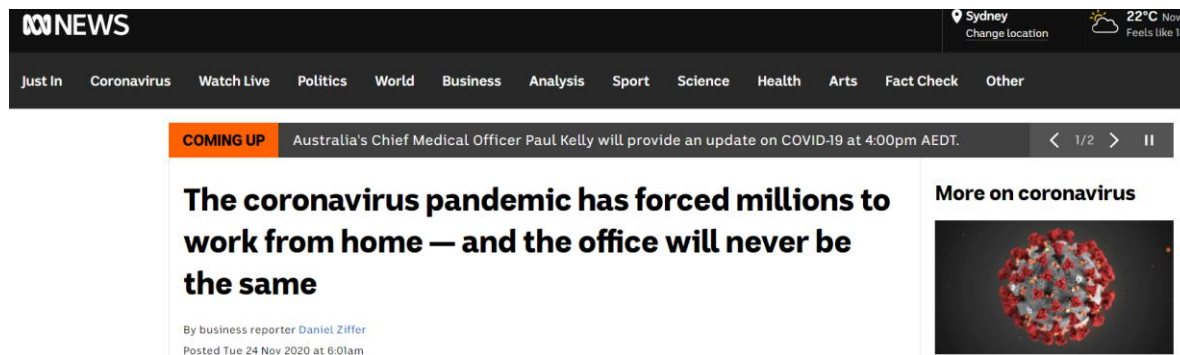 NEWS
Sydney
Change location
22°C Now
Feels like
Just In Coronavirus Watch Live Politics World Business Analysis Sport Science Health Arts Fact Check Other
COMING UP Australia's Chief Medical Officer Paul Kelly will provide an update on COVID-19 at 4:00pm AEDT. 1/2
The coronavirus pandemic has forced millions to
work from home — and the office will never be
the same
More on coronavirus
By business reporter Daniel Ziffer
Posted Tue 24 Nov 2020 at 6:01am